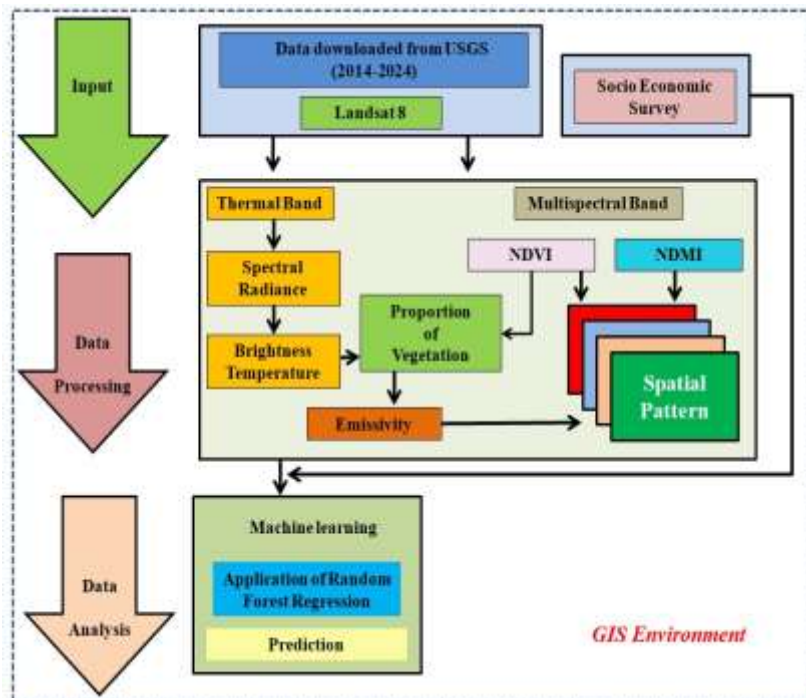 Input
Data downloaded from USGS
(2014-2024)
Landsat 8
Socio Economic
Survey
Thermal Band
Multispectral Band
Spectral
Radiance
NDVI
NDMI
Data
Processing
Proportion
of
Vegetation
Brightness
Temperature
Spatial
Pattern
Emissivity
Data
Analysis
Machine learning
Application of Random
Forest Regression
Prediction
GIS Environment